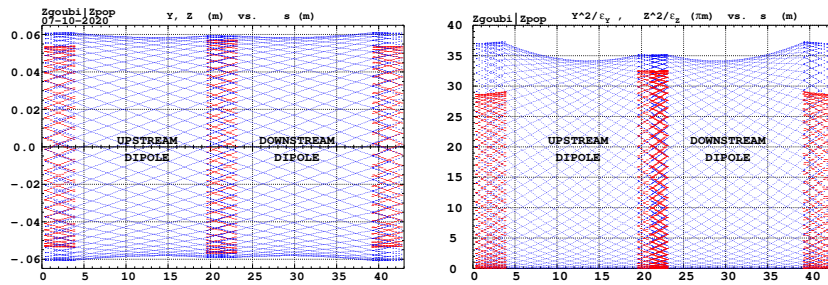 Zgoubi|Zpop
07-10-2020
Y, Z (m) vs. s (m)
0.06
0.04
0.02
0.0
-.02
-.04
-.06
UPSTREAM
DIPOLE
DOWNSTREAM
DIPOLE
0 5 10 15 20 25 30 35 40
Zgoubi|Zpop
Y^2/ε_Y , Z^2/ε_Z (πm) vs. s (m)
40
35
30
25
20
15
10
5
0
UPSTREAM
DIPOLE
DOWNSTREAM
DIPOLE
0 5 10 15 20 25 30 35 40